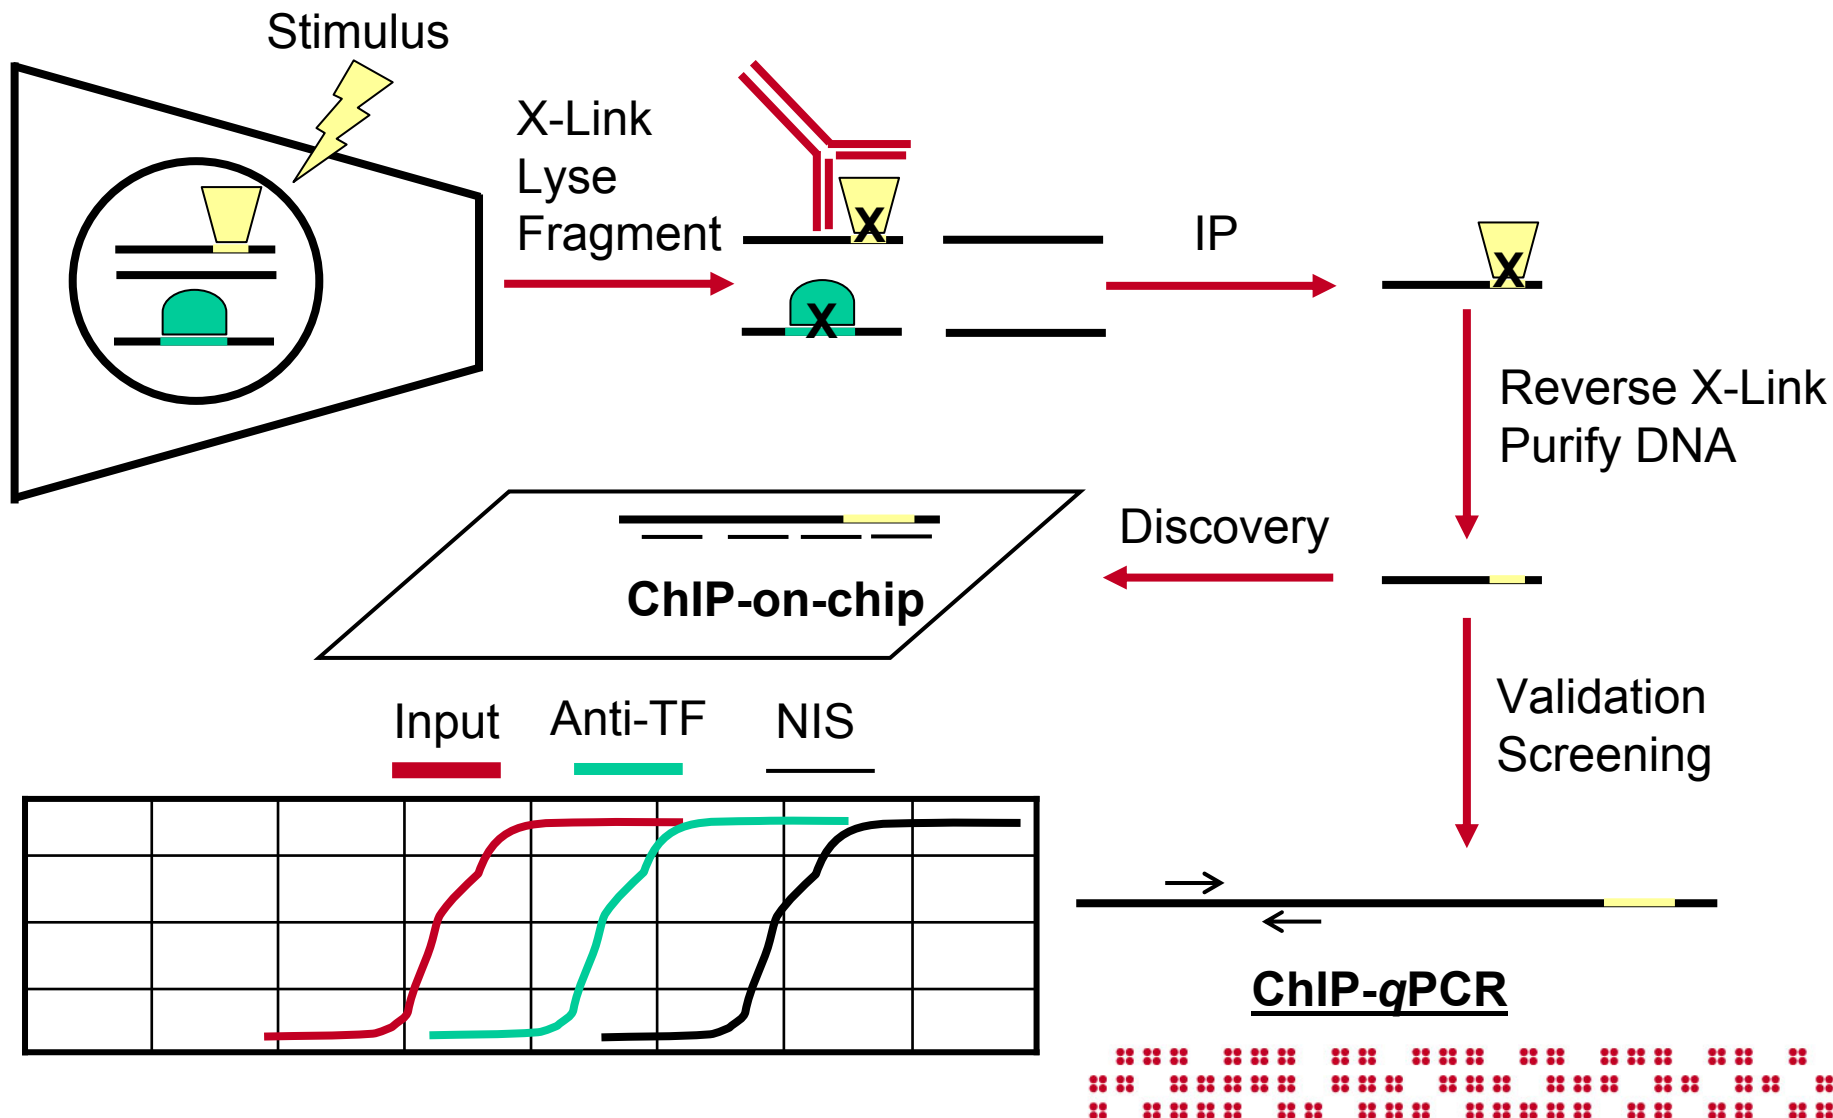 Stimulus
X-Link
Lyse
Fragment
X
X
IP
X
Reverse X-Link
Purify DNA
Discovery
ChIP-on-chip
Validation
Screening
Input
Anti-TF
NIS
ChIP-qPCR